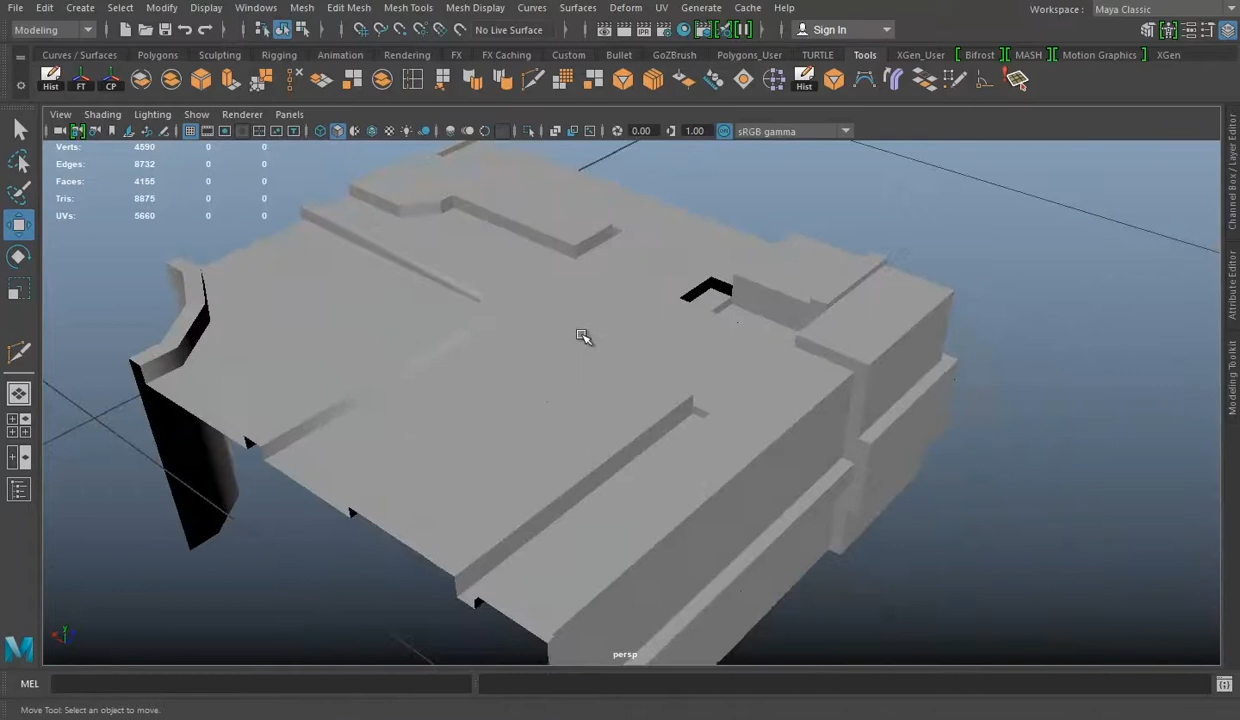 File Edit Create Select Modify Display Windows Mesh Edit Mesh Mesh Tools Mesh Display Curves Surfaces Deform UV Generate Cache Help Workspace : Maya Classic
Modeling No Live Surface Sign In
Curves / Surfaces Polygons Sculpting Rigging Animation Rendering FX FX Caching Custom Bullet GoZBrush Polygons_User TURTLE Tools XGen_User Bifrost MASH Motion Graphics XGen
Hist FT CP Hist
View Shading Lighting Show Renderer Panels
0.00 1.00 sRGB gamma
Verts: 4590 0 0
Edges: 8732 0 0
Faces: 4155 0 0
Tris: 8875 0 0
UVs: 5660 0 0
Channel Box / Layer Editor
Attribute Editor
Modeling Toolkit
persp
MEL
Move Tool: Select an object to move.